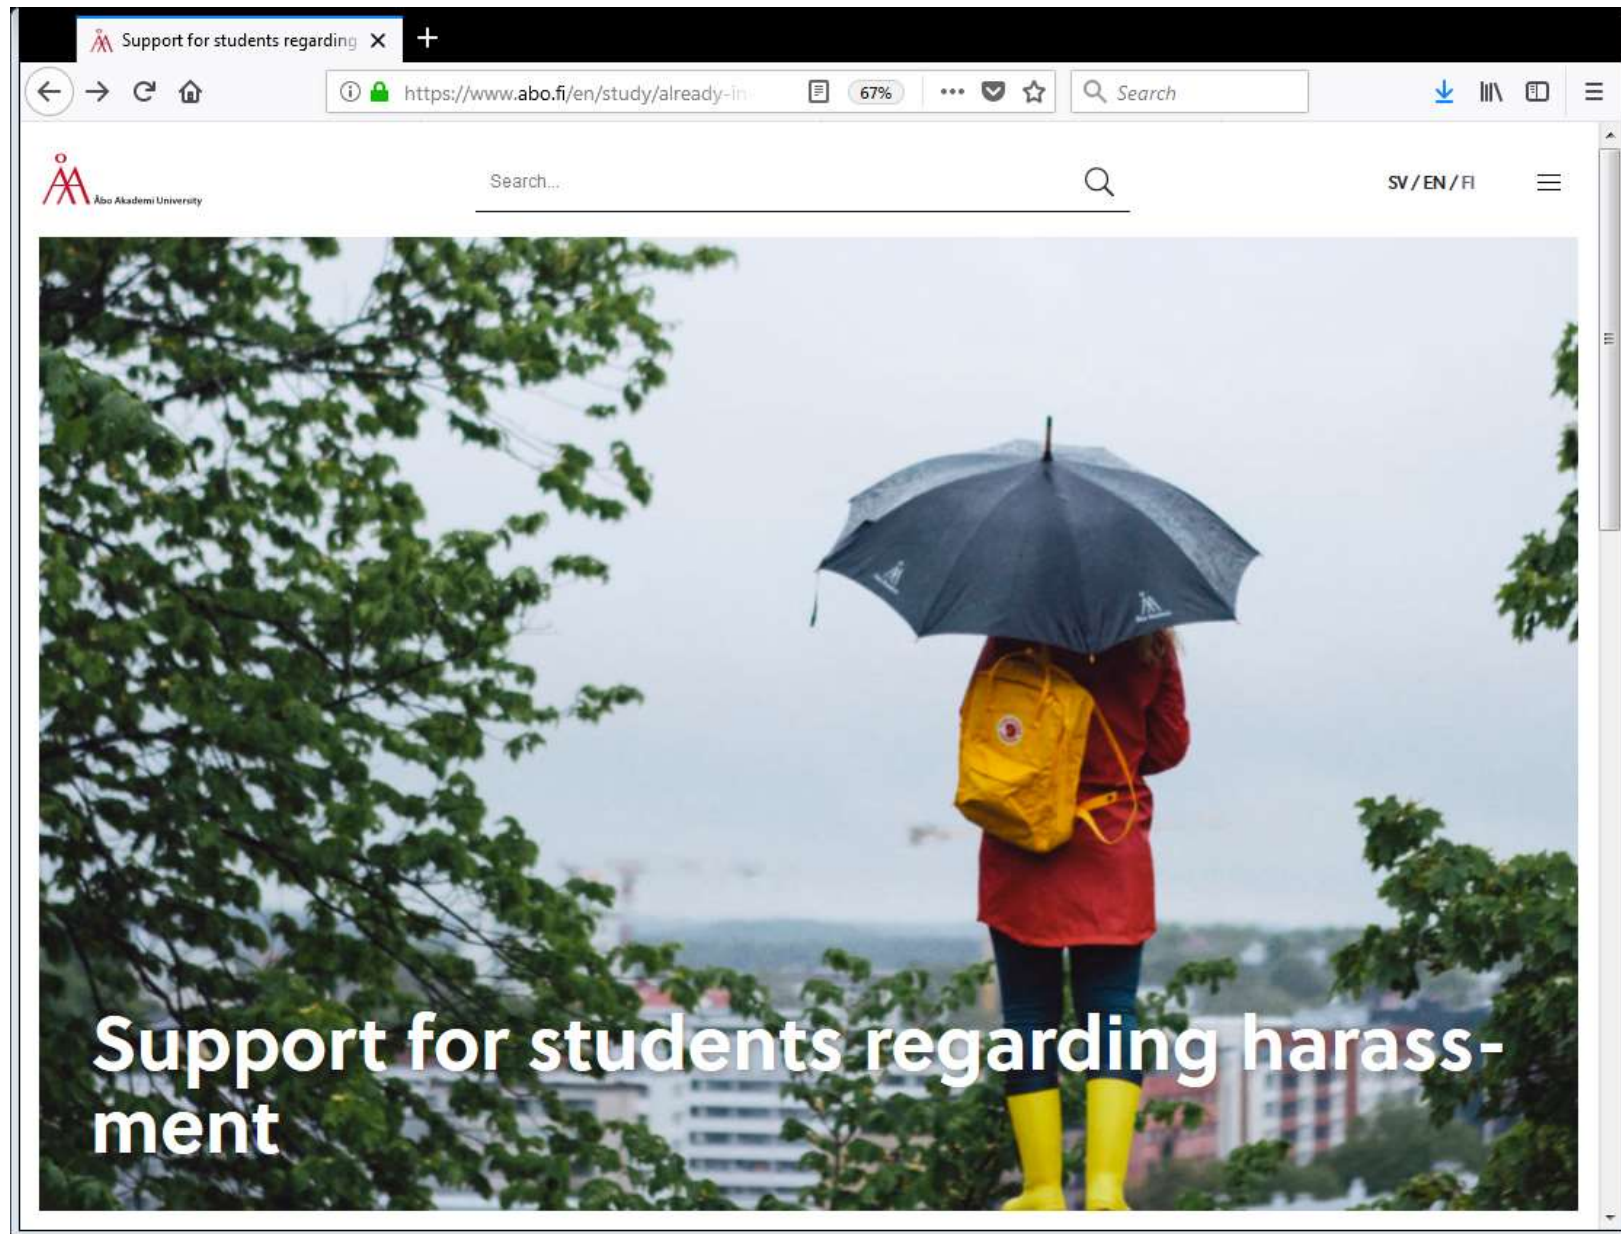 Support for students regarding
https://www.abo.fi/en/study/already-in-
67%
Search
Åbo Akademi University
Search...
SV / EN / FI
Support for students regarding harass-
ment